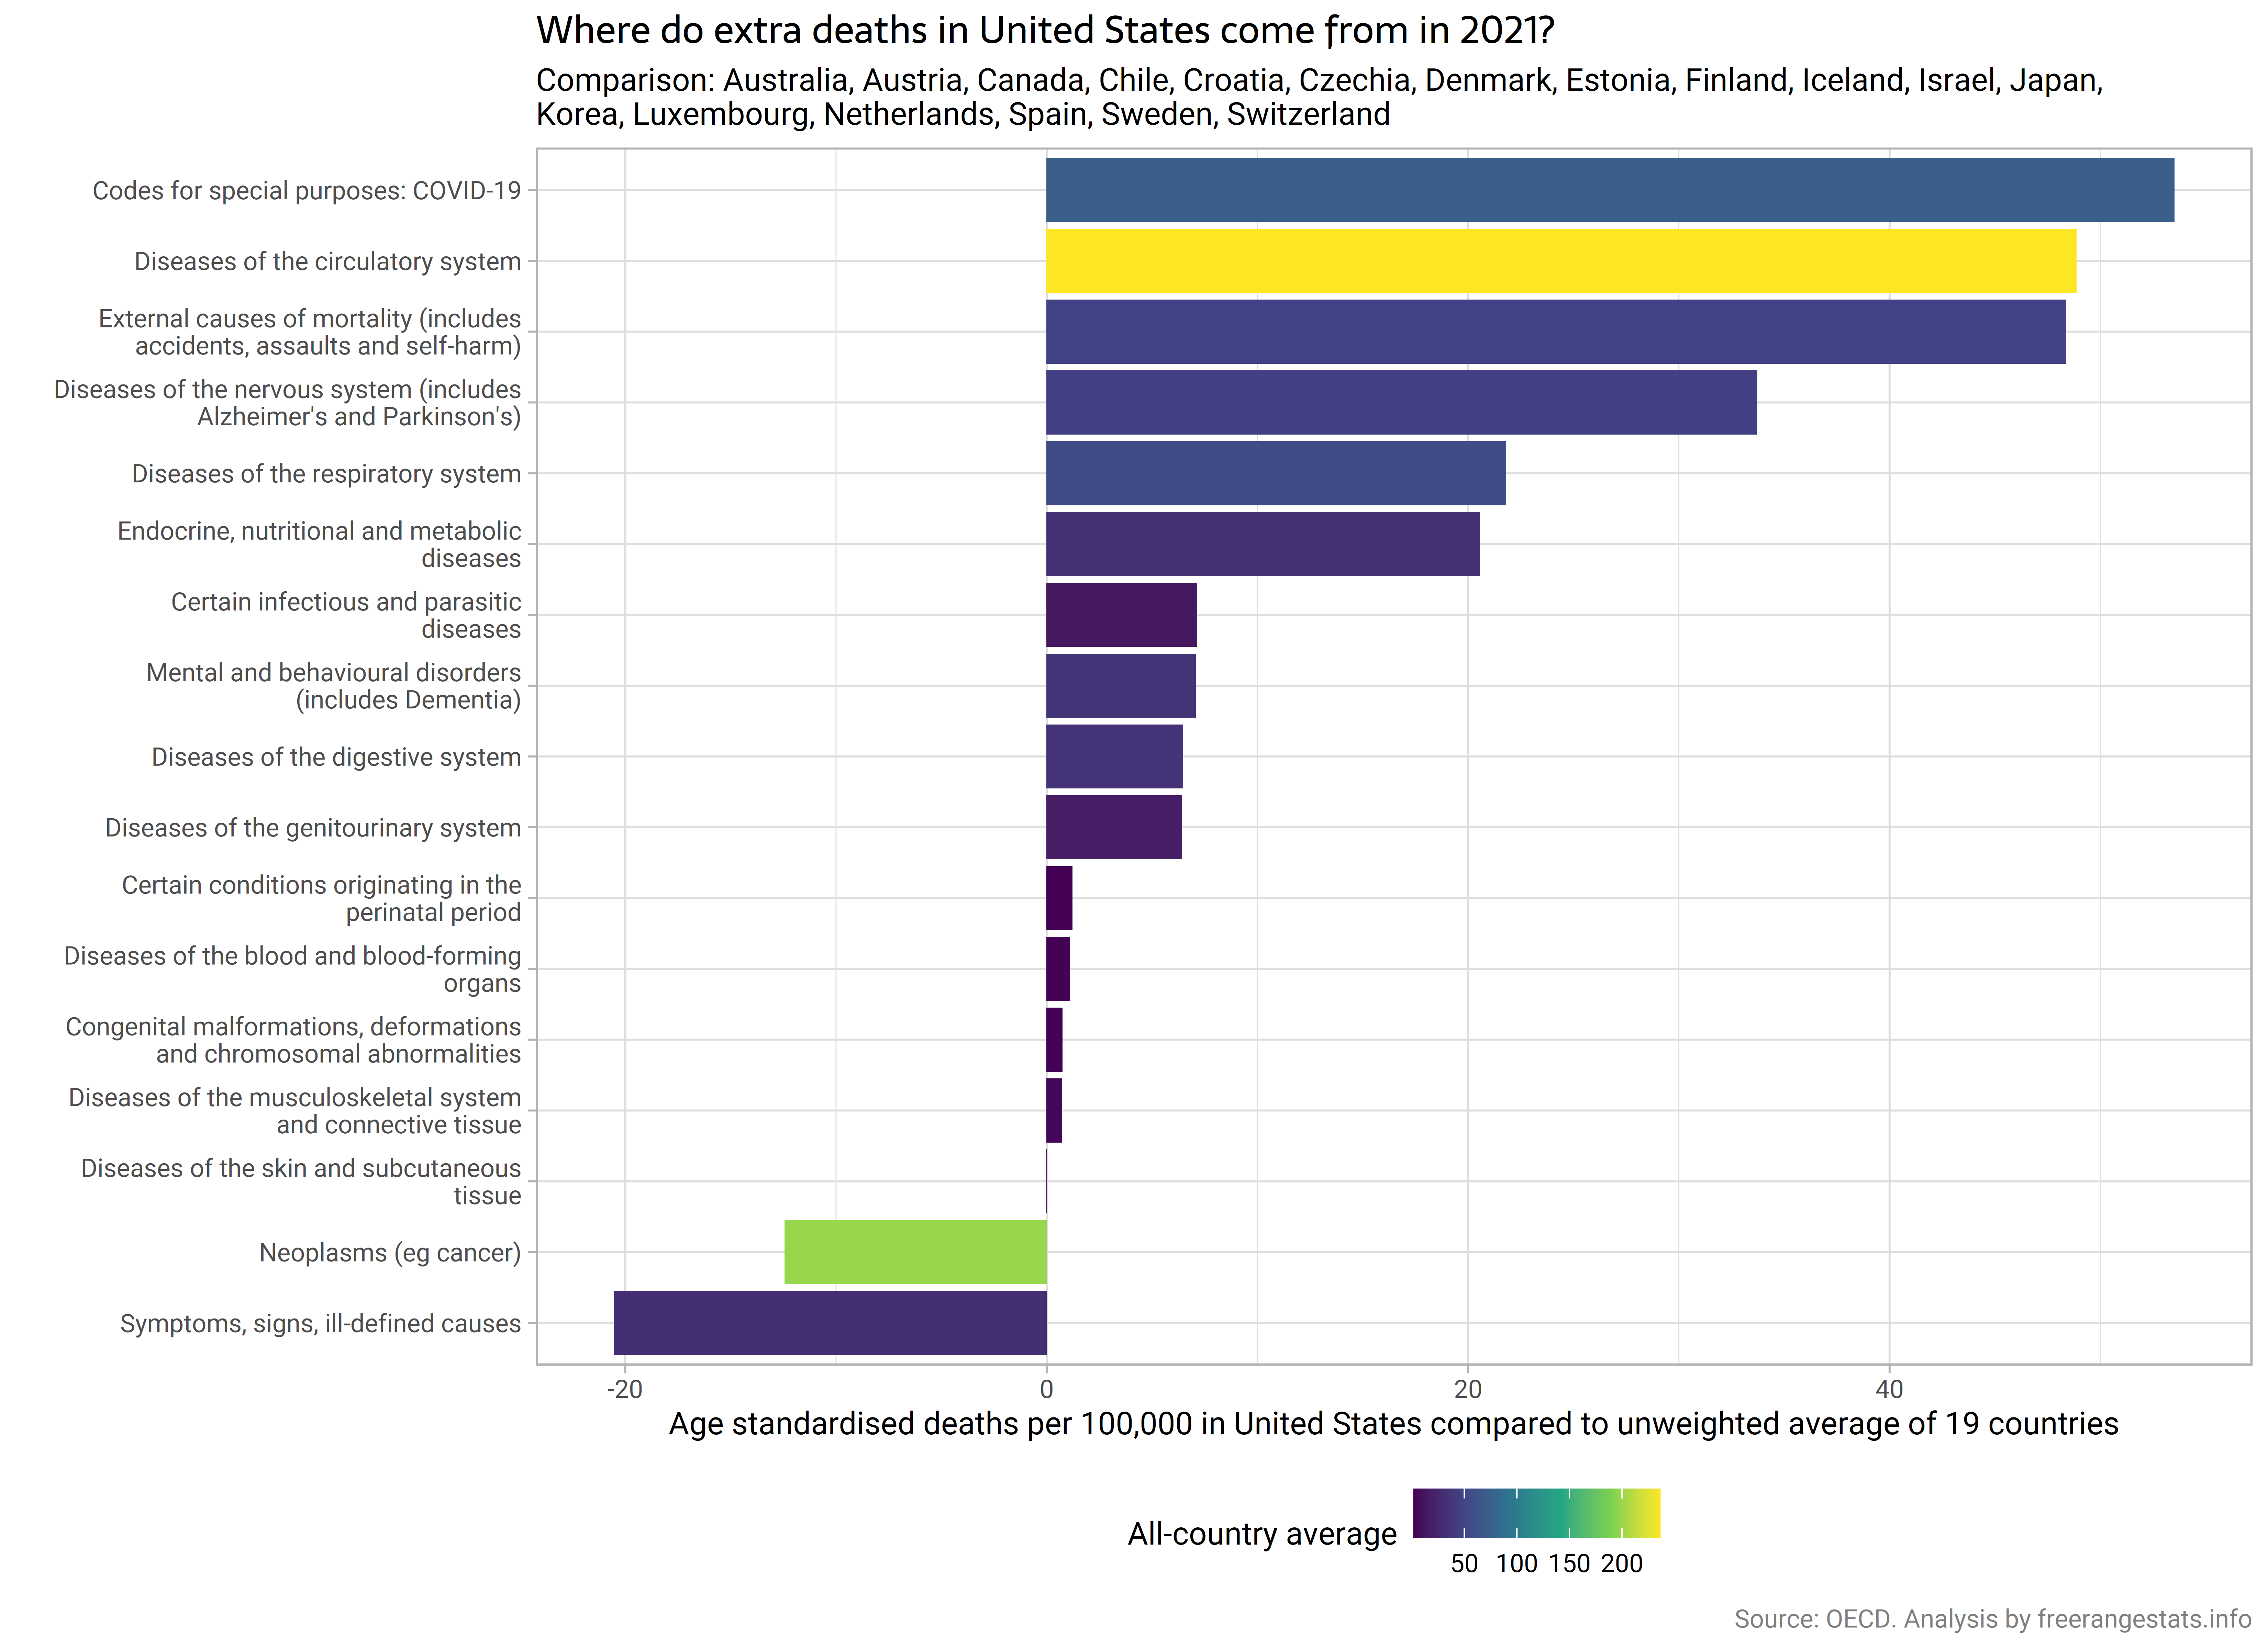 Where do extra deaths in United States come from in 2021?
Comparison: Australia, Austria, Canada, Chile, Croatia, Czechia, Denmark, Estonia, Finland, Iceland, Israel, Japan,
Korea, Luxembourg, Netherlands, Spain, Sweden, Switzerland
Codes for special purposes: COVID-19
Diseases of the circulatory system
External causes of mortality (includes
accidents, assaults and self-harm)
Diseases of the nervous system (includes
Alzheimer's and Parkinson's)
Diseases of the respiratory system
Endocrine, nutritional and metabolic
diseases
Certain infectious and parasitic
diseases
Mental and behavioural disorders
(includes Dementia)
Diseases of the digestive system
Diseases of the genitourinary system
Certain conditions originating in the
perinatal period
Diseases of the blood and blood-forming
organs
Congenital malformations, deformations
and chromosomal abnormalities
Diseases of the musculoskeletal system
and connective tissue
Diseases of the skin and subcutaneous
tissue
Neoplasms (eg cancer)
Symptoms, signs, ill-defined causes
-20 0 20 40
Age standardised deaths per 100,000 in United States compared to unweighted average of 19 countries
All-country average
50 100 150 200
Source: OECD. Analysis by freerangestats.info